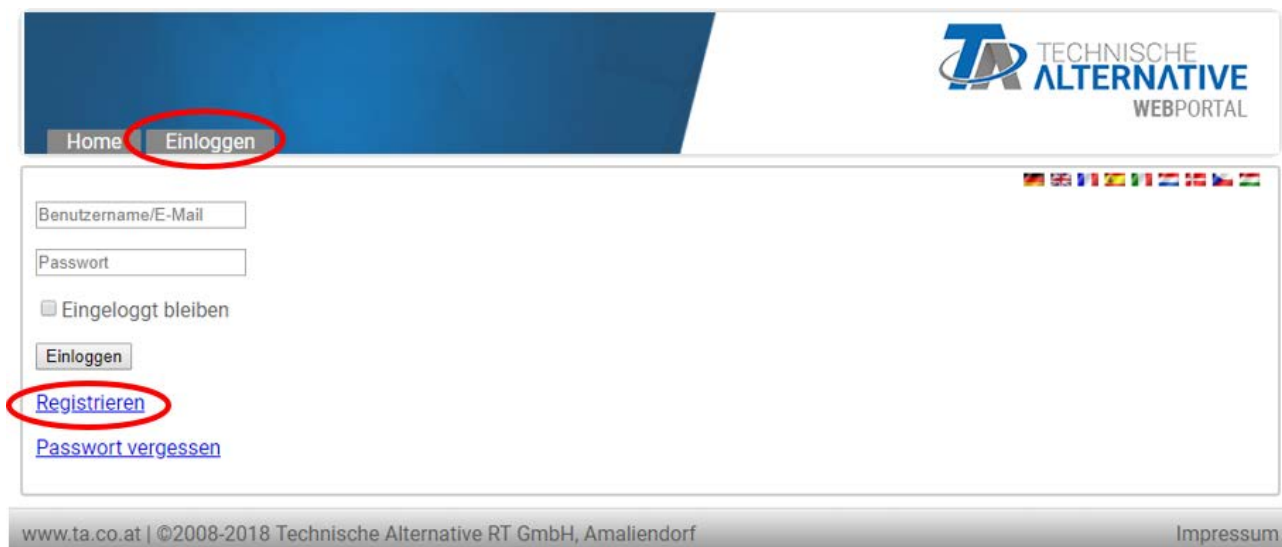 TA TECHNISCHE
ALTERNATIVE
WEBPORTAL
Home Einloggen
Benutzername/E-Mail
Passwort
Eingeloggt bleiben
Einloggen
Registrieren
Passwort vergessen
www.ta.co.at | ©2008-2018 Technische Alternative RT GmbH, Amaliendorf Impressum